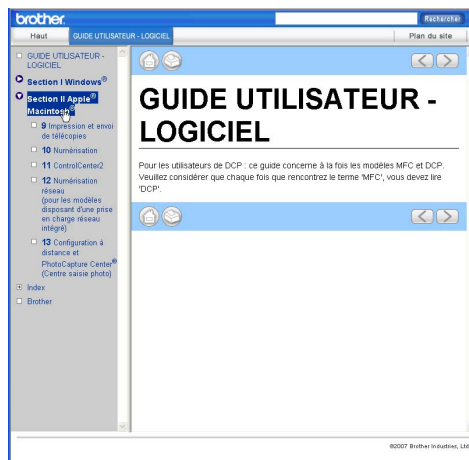 brother.
Rechercher
Haut
GUIDE UTILISATEUR - LOGICIEL
Plan du site
GUIDE UTILISATEUR -
LOGICIEL
Section I Windows®
Section II Apple®
Macintosh®
9 Impression et envoi
de télécopies
10 Numérisation
11 ControlCenter2
12 Numérisation
réseau
(pour les modèles
disposant d'une prise
en charge réseau
intégré)
13 Configuration à
distance et
PhotoCapture Center®
(Centre saisie photo)
Index
Brother
GUIDE UTILISATEUR -
LOGICIEL
Pour les utilisateurs de DCP : ce guide concerne à la fois les modèles MFC et DCP.
Veuillez considérer que chaque fois que rencontrez le terme 'MFC', vous devez lire
'DCP'.
©2007 Brother Industries, Ltd